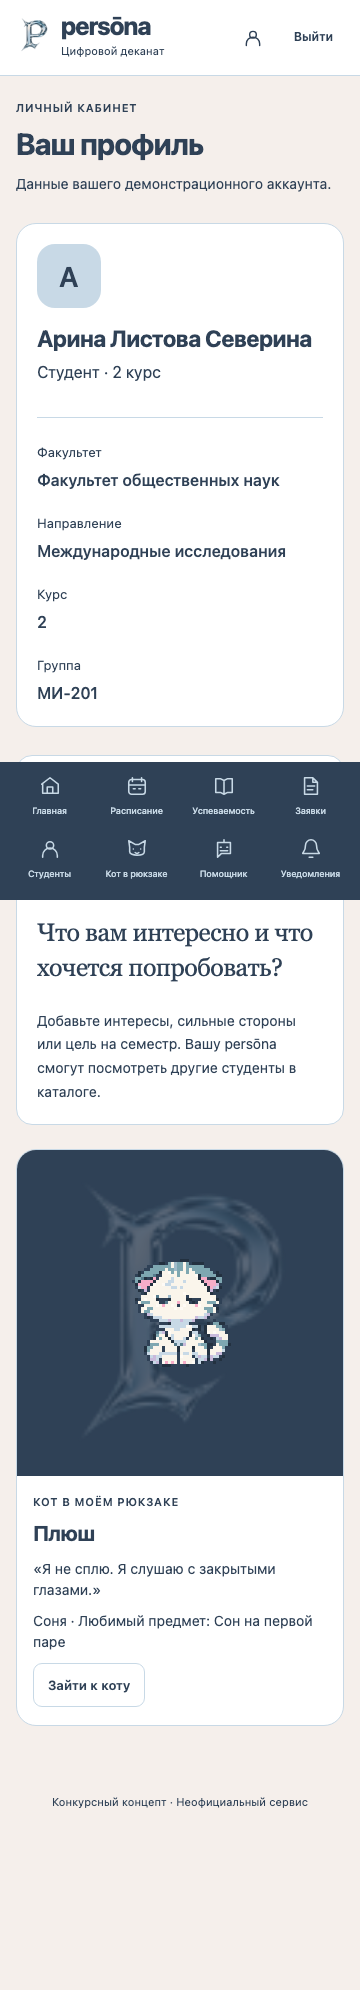 persōna
Цифровой деканат
Выйти
ЛИЧНЫЙ КАБИНЕТ
Ваш профиль
Данные вашего демонстрационного аккаунта.
А
Арина Листова Северина
Студент · 2 курс
Факультет
Факультет общественных наук
Направление
Международные исследования
Курс
2
Группа
МИ-201
Главная
Расписание
Успеваемость
Заявки
Студенты
Кот в рюкзаке
Помощник
Уведомления
Что вам интересно и что
хочется попробовать?
Добавьте интересы, сильные стороны
или цель на семестр. Вашу persōna
смогут посмотреть другие студенты в
каталоге.
КОТ В МОЁМ РЮКЗАКЕ
Плюш
«Я не сплю. Я слушаю с закрытыми
глазами.»
Соня · Любимый предмет: Сон на первой
паре
Зайти к коту
Конкурсный концепт · Неофициальный сервис